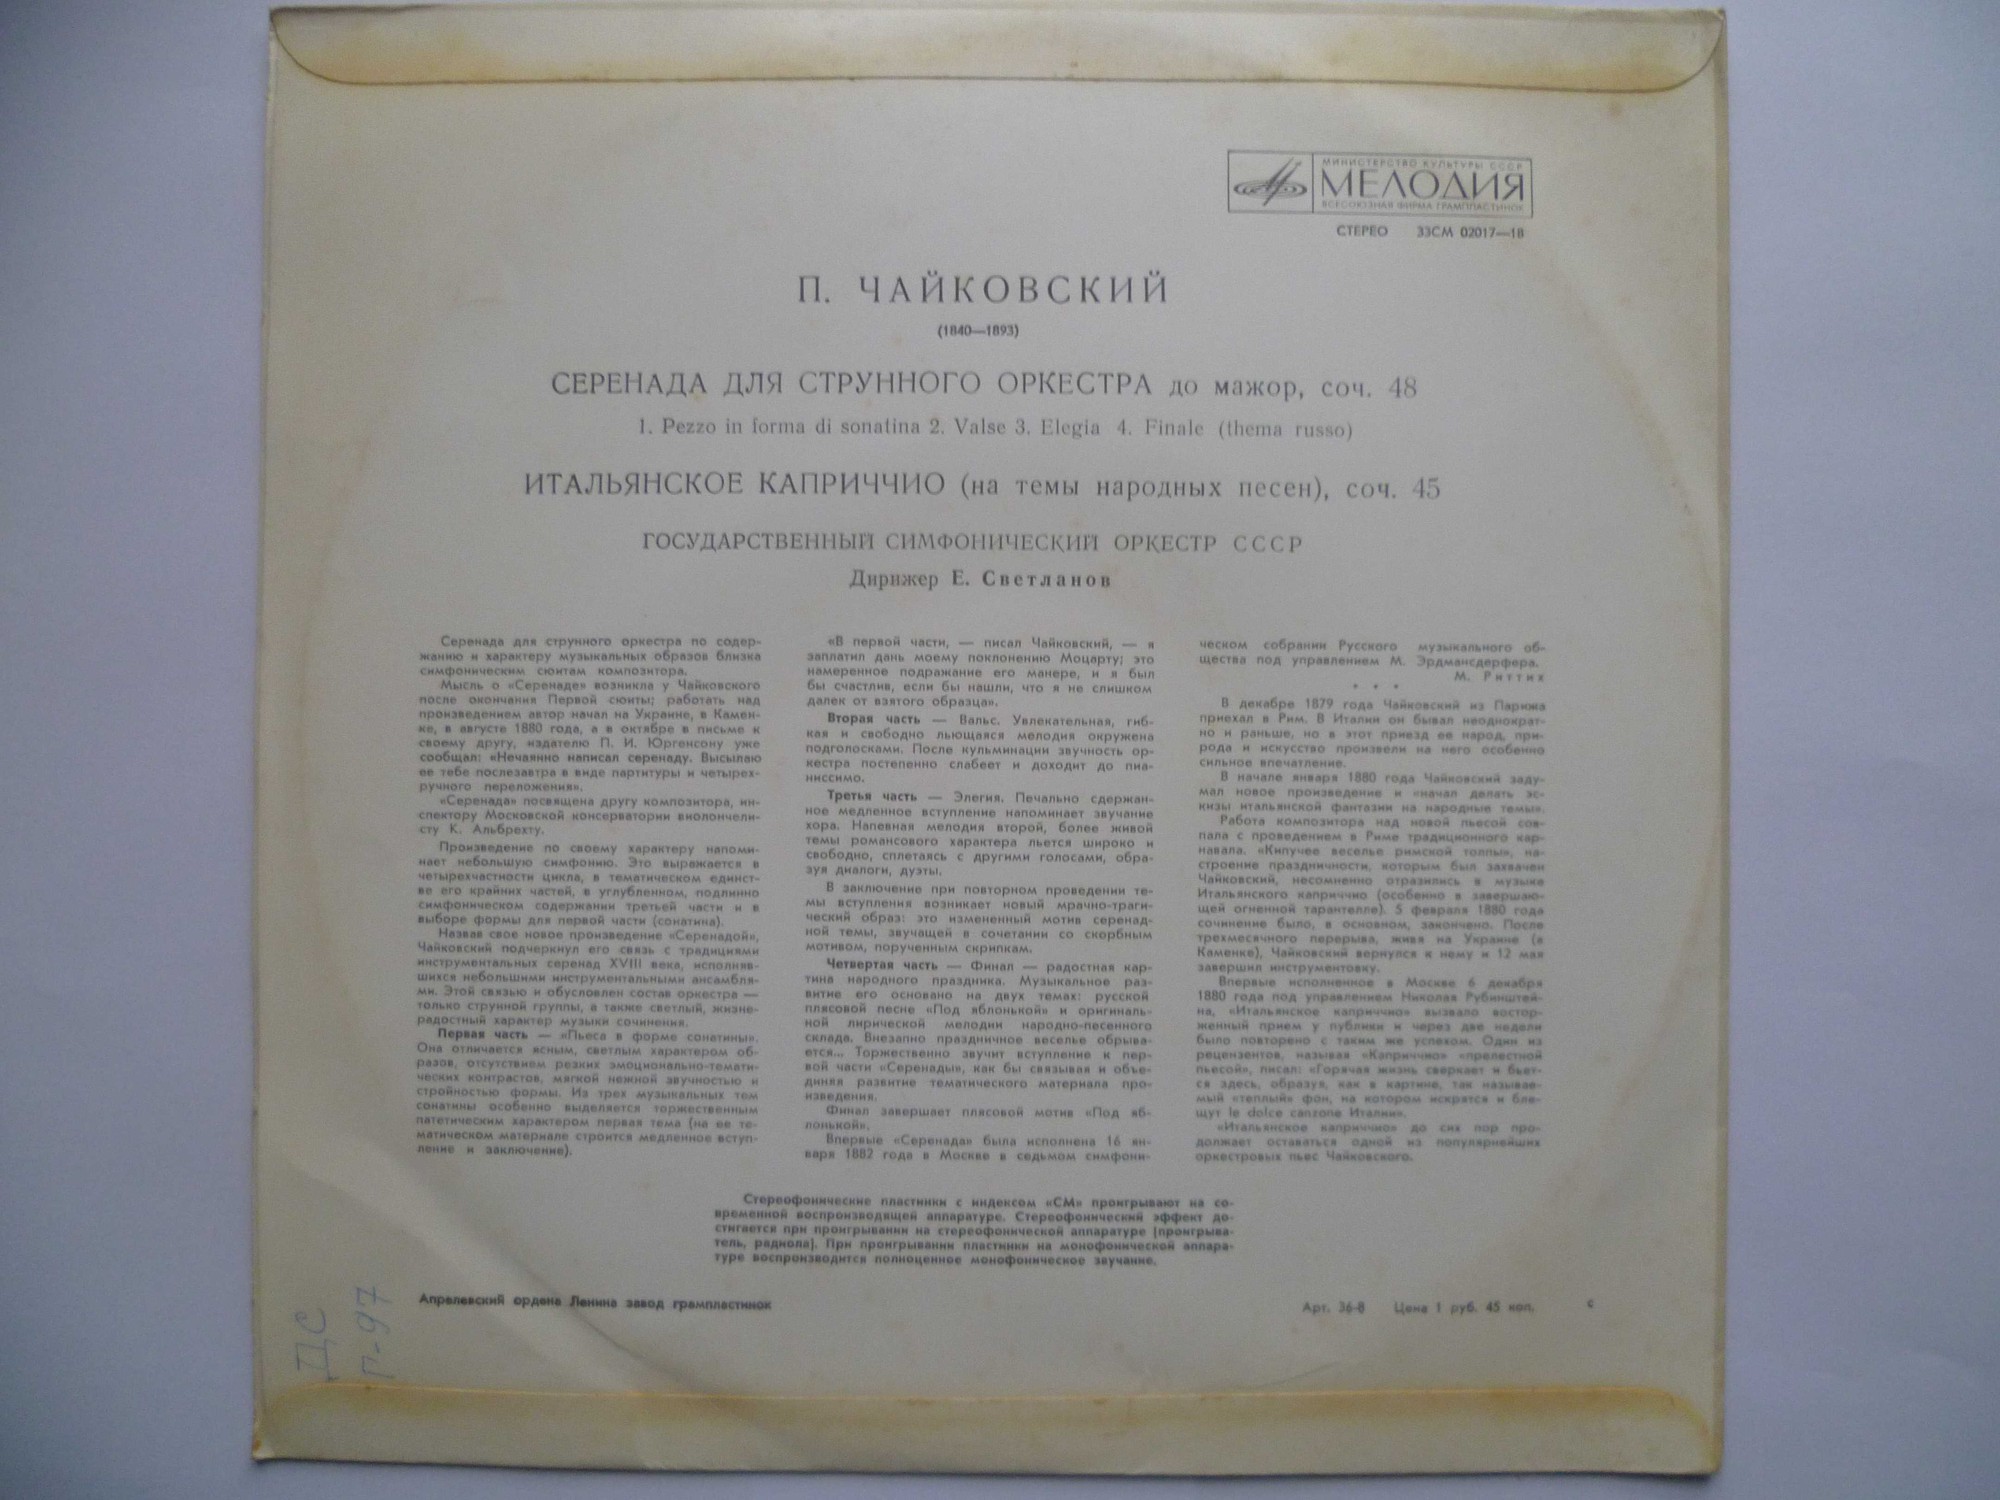 МИНИСТЕРСТВО КУЛЬТУРЫ СССР
МЕЛОДИЯ
ВСЕСОЮЗНАЯ ФИРМА ГРАМПЛАСТИНОК
СТЕРЕО 33СМ 02017—18
П. ЧАЙКОВСКИЙ
(1840—1893)
СЕРЕНАДА ДЛЯ СТРУННОГО ОРКЕСТРА до мажор, соч. 48
1. Pezzo in forma di sonatina 2. Valse 3. Elegia 4. Finale (thema russo)
ИТАЛЬЯНСКОЕ КАПРИЧЧИО (на темы народных песен), соч. 45
ГОСУДАРСТВЕННЫЙ СИМФОНИЧЕСКИЙ ОРКЕСТР СССР
Дирижер Е. Светланов
Серенада для струнного оркестра по содер-
жанию и характеру музыкальных образов близка
симфоническим сюитам композитора.
Мысль о «Серенаде» возникла у Чайковского
после окончания Первой сюиты; работать над
произведением автор начал на Украине, в Камен-
ке, в августе 1880 года, а в октябре в письме к
своему другу, издателю П. И. Юргенсону уже
сообщал: «Нечаянно написал серенаду. Высылаю
ее тебе послезавтра в виде партитуры и четырех-
ручного переложения».
«Серенада» посвящена другу композитора, ин-
спектору Московской консерватории виолончели-
сту К. Альбрехту.
Произведение по своему характеру напоми-
нает небольшую симфонию. Это выражается в
четырехчастности цикла, в тематическом единст-
ве его крайних частей, в углубленном, подлинно
симфоническом содержании третьей части и в
выборе формы для первой части (сонатина).
Назвав свое новое произведение «Серенадой»,
Чайковский подчеркнул его связь с традициями
инструментальных серенад XVIII века, исполняв-
шихся небольшими инструментальными ансамбля-
ми. Этой связью и обусловлен состав оркестра —
только струнной группы, а также светлый, жизне-
радостный характер музыки сочинения.
Первая часть — «Пьеса в форме сонатины».
Она отличается ясным, светлым характером об-
разов, отсутствием резких эмоционально-темати-
ческих контрастов, мягкой нежной звучностью и
стройностью формы. Из трех музыкальных тем
сонатины особенно выделяется торжественным
патетическим характером первая тема (на ее те-
матическом материале строится медленное вступ-
ление и заключение).
«В первой части, — писал Чайковский, — я
заплатил дань моему поклонению Моцарту; это
намеренное подражание его манере, и я был
бы счастлив, если бы нашли, что я не слишком
далек от взятого образца».
Вторая часть — Вальс. Увлекательная, гиб-
кая и свободно льющаяся мелодия окружена
подголосками. После кульминации звучность ор-
кестра постепенно слабеет и доходит до пиа-
ниссимо.
Третья часть — Элегия. Печально сдержан-
ное медленное вступление напоминает звучание
хора. Напевная мелодия второй, более живой
темы романсового характера льется широко и
свободно, сплетаясь с другими голосами, обра-
зуя диалоги, дуэты.
В заключение при повторном проведении те-
мы вступления возникает новый мрачно-траги-
ческий образ: это измененный мотив серенад-
ной темы, звучащей в сочетании со скорбным
мотивом, порученным скрипкам.
Четвертая часть — Финал — радостная кар-
тина народного праздника. Музыкальное раз-
витие его основано на двух темах: русской
плясовой песне «Под яблонькой» и оригиналь-
ной лирической мелодии народно-песенного
склада. Внезапно праздничное веселье обрыва-
ется... Торжественно звучит вступление к пер-
вой части «Серенады», как бы связывая и объе-
диняя развитие тематического материала про-
изведения.
Финал завершает плясовой мотив «Под яб-
лонькой».
Впервые «Серенада» была исполнена 16 ян-
варя 1882 года в Москве в седьмом симфони-
ческом собрании Русского музыкального об-
щества под управлением М. Эрдмансдерфера.
М. Риттих
* * *
В декабре 1879 года Чайковский из Парижа
приехал в Рим. В Италии он бывал неоднократ-
но и раньше, но в этот приезд ее народ, при-
рода и искусство произвели на него особенно
сильное впечатление.
В начале января 1880 года Чайковский заду-
мал новое произведение и «начал делать эс-
кизы итальянской фантазии на народные темы».
Работа композитора над новой пьесой сов-
пала с проведением в Риме традиционного кар-
навала. «Кипучее веселье римской толпы», на-
строение праздничности, которым был захвачен
Чайковский, несомненно отразились в музыке
Итальянского каприччио (особенно в завершаю-
щей огненной тарантелле). 5 февраля 1880 года
сочинение было, в основном, закончено. После
трехмесячного перерыва, живя на Украине (в
Каменке), Чайковский вернулся к нему и 12 мая
завершил инструментовку.
Впервые исполненное в Москве 6 декабря
1880 года под управлением Николая Рубинштей-
на, «Итальянское каприччио» вызвало востор-
женный прием у публики и через две недели
было повторено с таким же успехом. Один из
рецензентов, называя «Каприччио» «прелестной
пьесой», писал: «Горячая жизнь сверкает и бьет-
ся здесь, образуя, как в картине, так называе-
мый «теплый» фон, на котором искрятся и бле-
щут le dolce canzone Италии».
«Итальянское каприччио» до сих пор про-
должает оставаться одной из популярнейших
оркестровых пьес Чайковского.
Стереофонические пластинки с индексом «СМ» проигрывают на со-
временной воспроизводящей аппаратуре. Стереофонический эффект до-
стигается при проигрывании на стереофонической аппаратуре (проигрыва-
тель, радиола). При проигрывании пластинки на монофонической аппара-
туре воспроизводится полноценное монофоническое звучание.
Апрелевский ордена Ленина завод грампластинок
Арт. 36-8 Цена 1 руб. 45 коп.
с
ДС
П-97